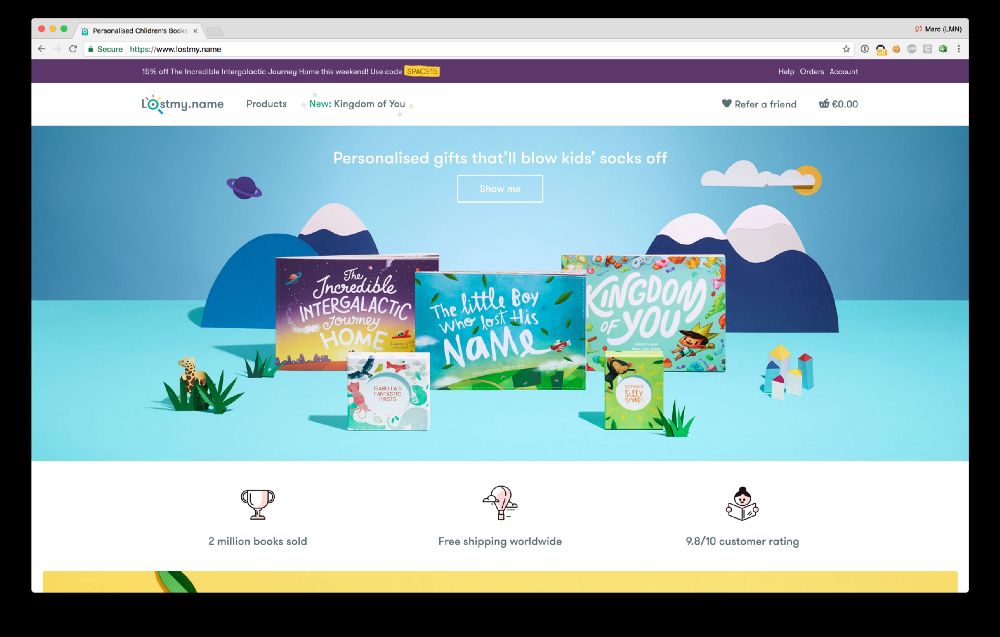 Personalised Children's Books
Marc (LMN)
Secure https://www.lostmy.name
15% off The Incredible Intergalactic Journey Home this weekend! Use code SPACE15
Help Orders Account
Lostmy.name
Products
New: Kingdom of You
Refer a friend
€0.00
Personalised gifts that'll blow kids' socks off
Show me
The
Incredible
INTERGALACTIC
Journey
HOME
The little Boy
Who lost His
NAME
KINGDOM
OF YOU
ISABELLA'S
FANTASTIC
FIRSTS
Silly
2 million books sold
Free shipping worldwide
9.8/10 customer rating